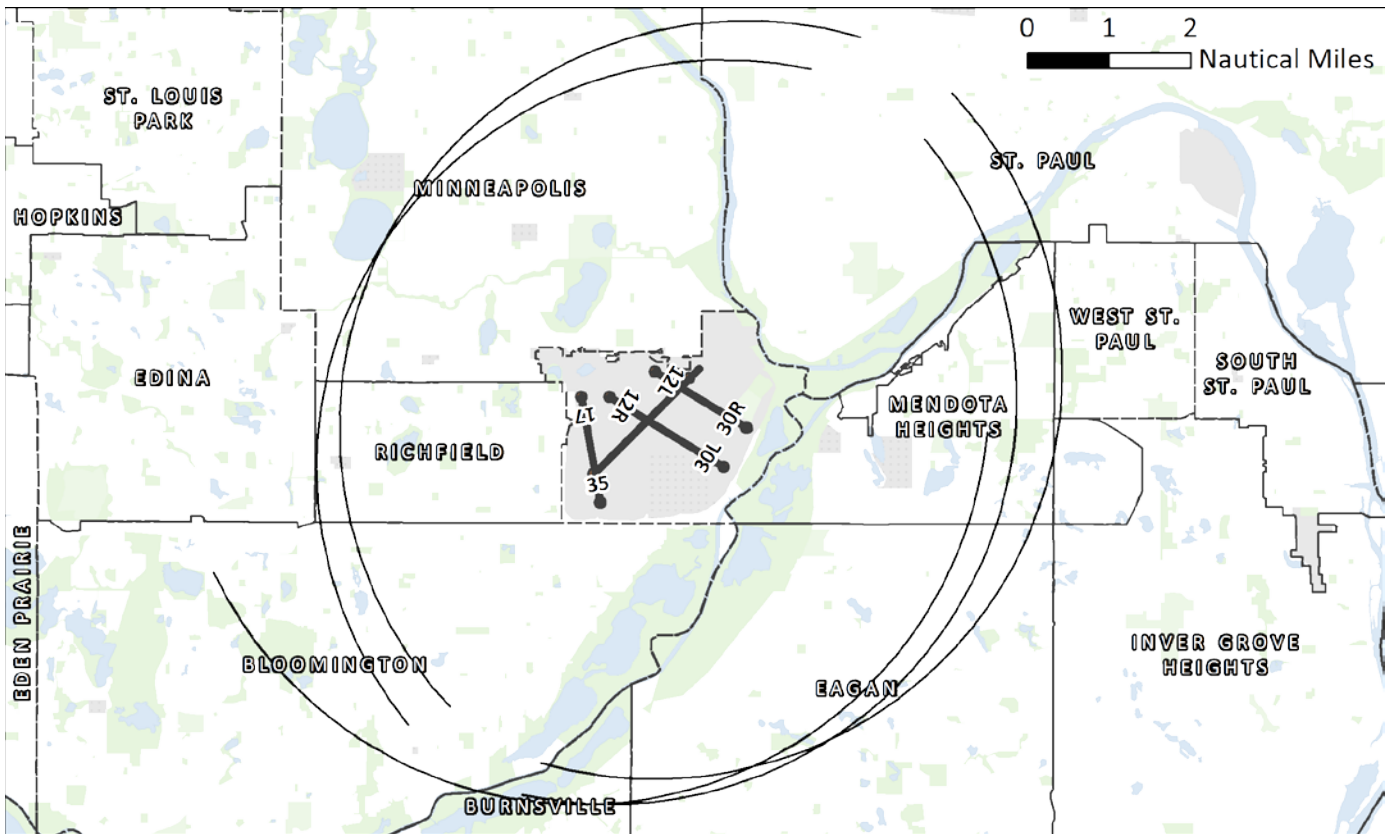 0 1 2
Nautical Miles
ST. LOUIS
PARK
ST. PAUL
MINNEAPOLIS
HOPKINS
WEST ST.
PAUL
SOUTH
ST. PAUL
EDINA
12L
12R
17
30R
MENDOTA
HEIGHTS
RICHFIELD
30L
35
EDEN PRAIRIE
INVER GROVE
HEIGHTS
BLOOMINGTON
EAGAN
BURNSVILLE